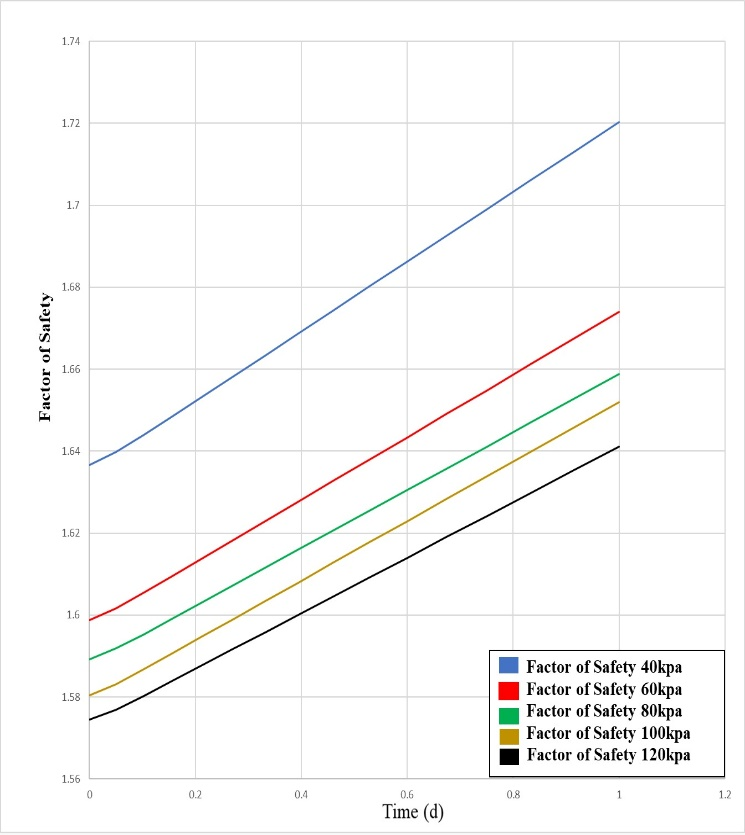 1.74
1.72
1.7
1.68
1.66
1.64
1.62
1.6
1.58
1.56
Factor of Safety
0 0.2 0.4 0.6 0.8 1 1.2
Time (d)
Factor of Safety 40kpa
Factor of Safety 60kpa
Factor of Safety 80kpa
Factor of Safety 100kpa
Factor of Safety 120kpa